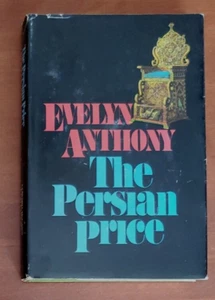 EVELYN
ANTHONY
The
Persian
Price